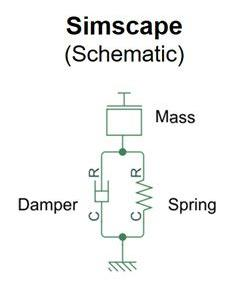 Simscape
(Schematic)
Mass
R R
Damper Spring
C C